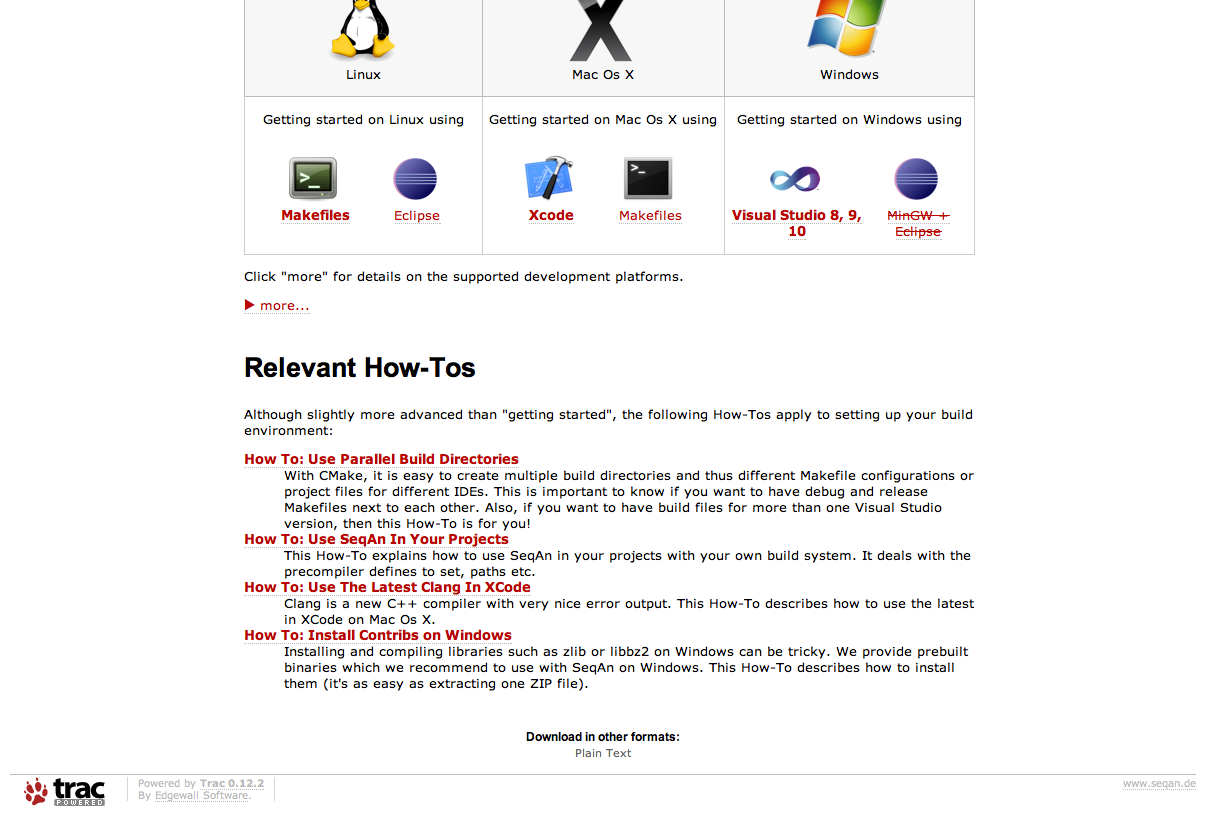 Linux
Mac Os X
Windows
Getting started on Linux using
Getting started on Mac Os X using
Getting started on Windows using
Makefiles
Eclipse
Xcode
Makefiles
Visual Studio 8, 9,
10
MinGW +
Eclipse
Click "more" for details on the supported development platforms.
more...
Relevant How-Tos
Although slightly more advanced than "getting started", the following How-Tos apply to setting up your build
environment:
How To: Use Parallel Build Directories
With CMake, it is easy to create multiple build directories and thus different Makefile configurations or
project files for different IDEs. This is important to know if you want to have debug and release
Makefiles next to each other. Also, if you want to have build files for more than one Visual Studio
version, then this How-To is for you!
How To: Use SeqAn In Your Projects
This How-To explains how to use SeqAn in your projects with your own build system. It deals with the
precompiler defines to set, paths etc.
How To: Use The Latest Clang In XCode
Clang is a new C++ compiler with very nice error output. This How-To describes how to use the latest
in XCode on Mac Os X.
How To: Install Contribs on Windows
Installing and compiling libraries such as zlib or libbz2 on Windows can be tricky. We provide prebuilt
binaries which we recommend to use with SeqAn on Windows. This How-To describes how to install
them (it's as easy as extracting one ZIP file).
Download in other formats:
Plain Text
trac
POWERED
Powered by Trac 0.12.2
By Edgewall Software.
www.seqan.de